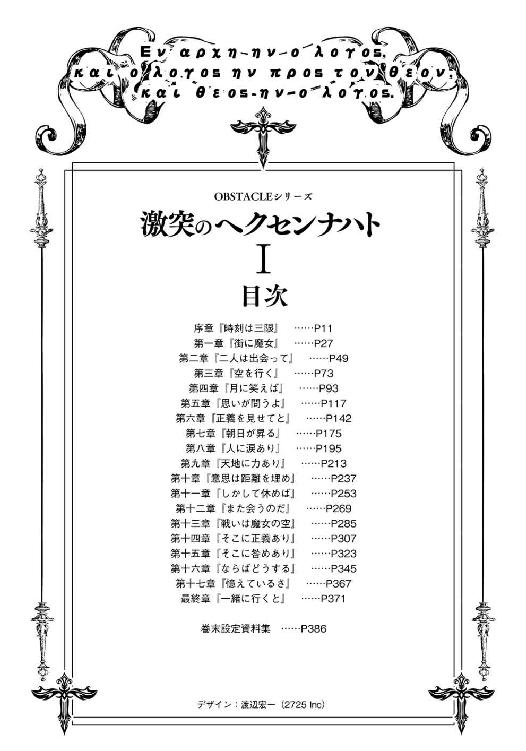 Εν αρχη-ην-ο λογος,
και ο λογος ην προς τον θεον,
και θεος-ην-ο λογος.
OBSTACLEシリーズ
激突のヘクセンナハト
I
目次
序章『時刻は三限』 ……P11
第一章『街に魔女』 ……P27
第二章『二人は出会って』 ……P49
第三章『空を行く』 ……P73
第四章『月に笑えば』 ……P93
第五章『思いが問うよ』 ……P117
第六章『正義を見せてと』 ……P142
第七章『朝日が昇る』 ……P175
第八章『人に涙あり』 ……P195
第九章『天地に力あり』 ……P213
第十章『意思は距離を埋め』 ……P237
第十一章『しかして休めば』 ……P253
第十二章『また会うのだ』 ……P269
第十三章『戦いは魔女の空』 ……P285
第十四章『そこに正義あり』 ……P307
第十五章『そこに咎めあり』 ……P323
第十六章『ならばどうする』 ……P345
第十七章『憶えているさ』 ……P367
最終章『一緒に行くと』 ……P371
巻末設定資料集 ……P386
デザイン：渡辺宏一（2725 Inc）